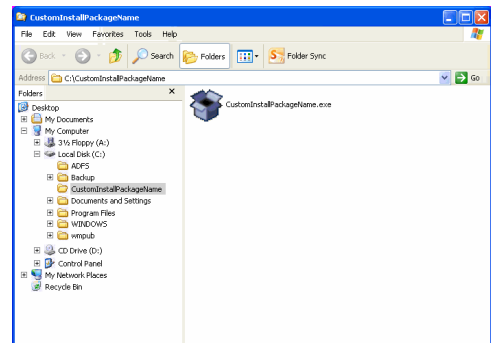 CustomInstallPackageName
File Edit View Favorites Tools Help
Back Search Folders Folder Sync
Address C:\CustomInstallPackageName Go
Folders
Desktop
My Documents
My Computer
3½ Floppy (A:)
Local Disk (C:)
ADFS
Backup
CustomInstallPackageName
Documents and Settings
Program Files
WINDOWS
wmpub
CD Drive (D:)
Control Panel
My Network Places
Recycle Bin
CustomInstallPackageName.exe